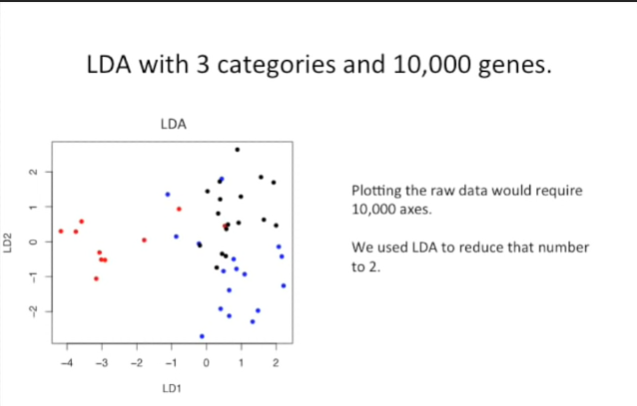 LDA with 3 categories and 10,000 genes.
LDA
Plotting the raw data would require
10,000 axes.
We used LDA to reduce that number
to 2.
LD2
2
1
0
−1
−2
−4 −3 −2 −1 0 1 2
LD1